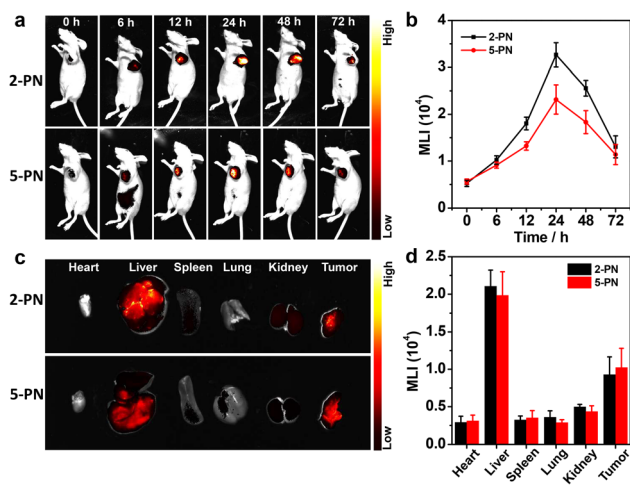 a
0 h 6 h 12 h 24 h 48 h 72 h
2-PN
5-PN
High
Low
b
2-PN
5-PN
MLI (10⁴)
4
3
2
1
0
0 6 12 24 48 72
Time / h
c
Heart Liver Spleen Lung Kidney Tumor
2-PN
5-PN
High
Low
d
2-PN
5-PN
MLI (10⁴)
2.5
2.0
1.5
1.0
0.5
0.0
Heart Liver Spleen Lung Kidney Tumor